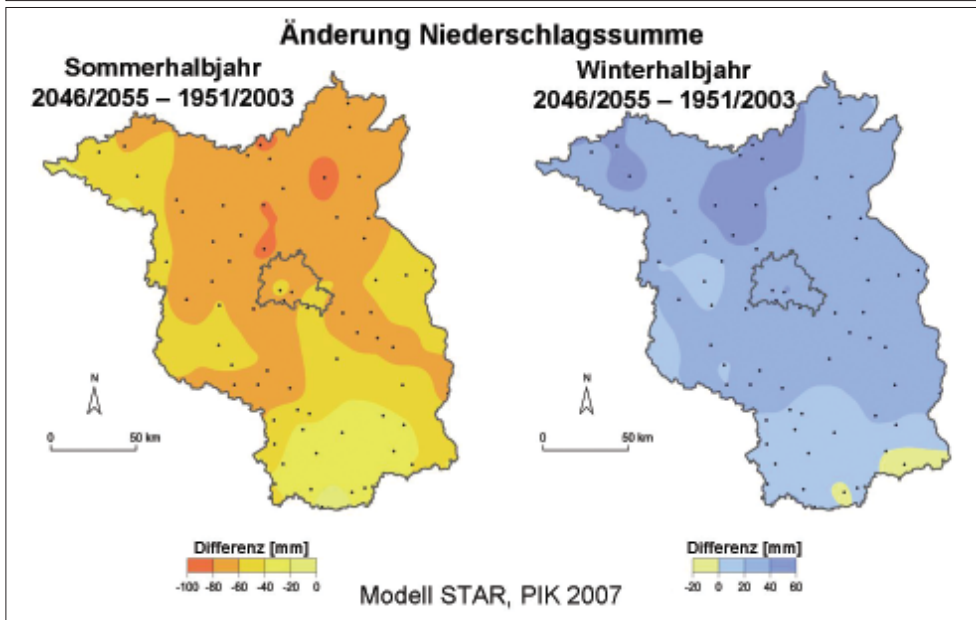 Änderung Niederschlagssumme
Sommerhalbjahr
2046/2055 – 1951/2003
Winterhalbjahr
2046/2055 – 1951/2003
N
0 50 km
N
0 50 km
Differenz [mm]
-100 -80 -60 -40 -20 0
Differenz [mm]
-20 0 20 40 60
Modell STAR, PIK 2007